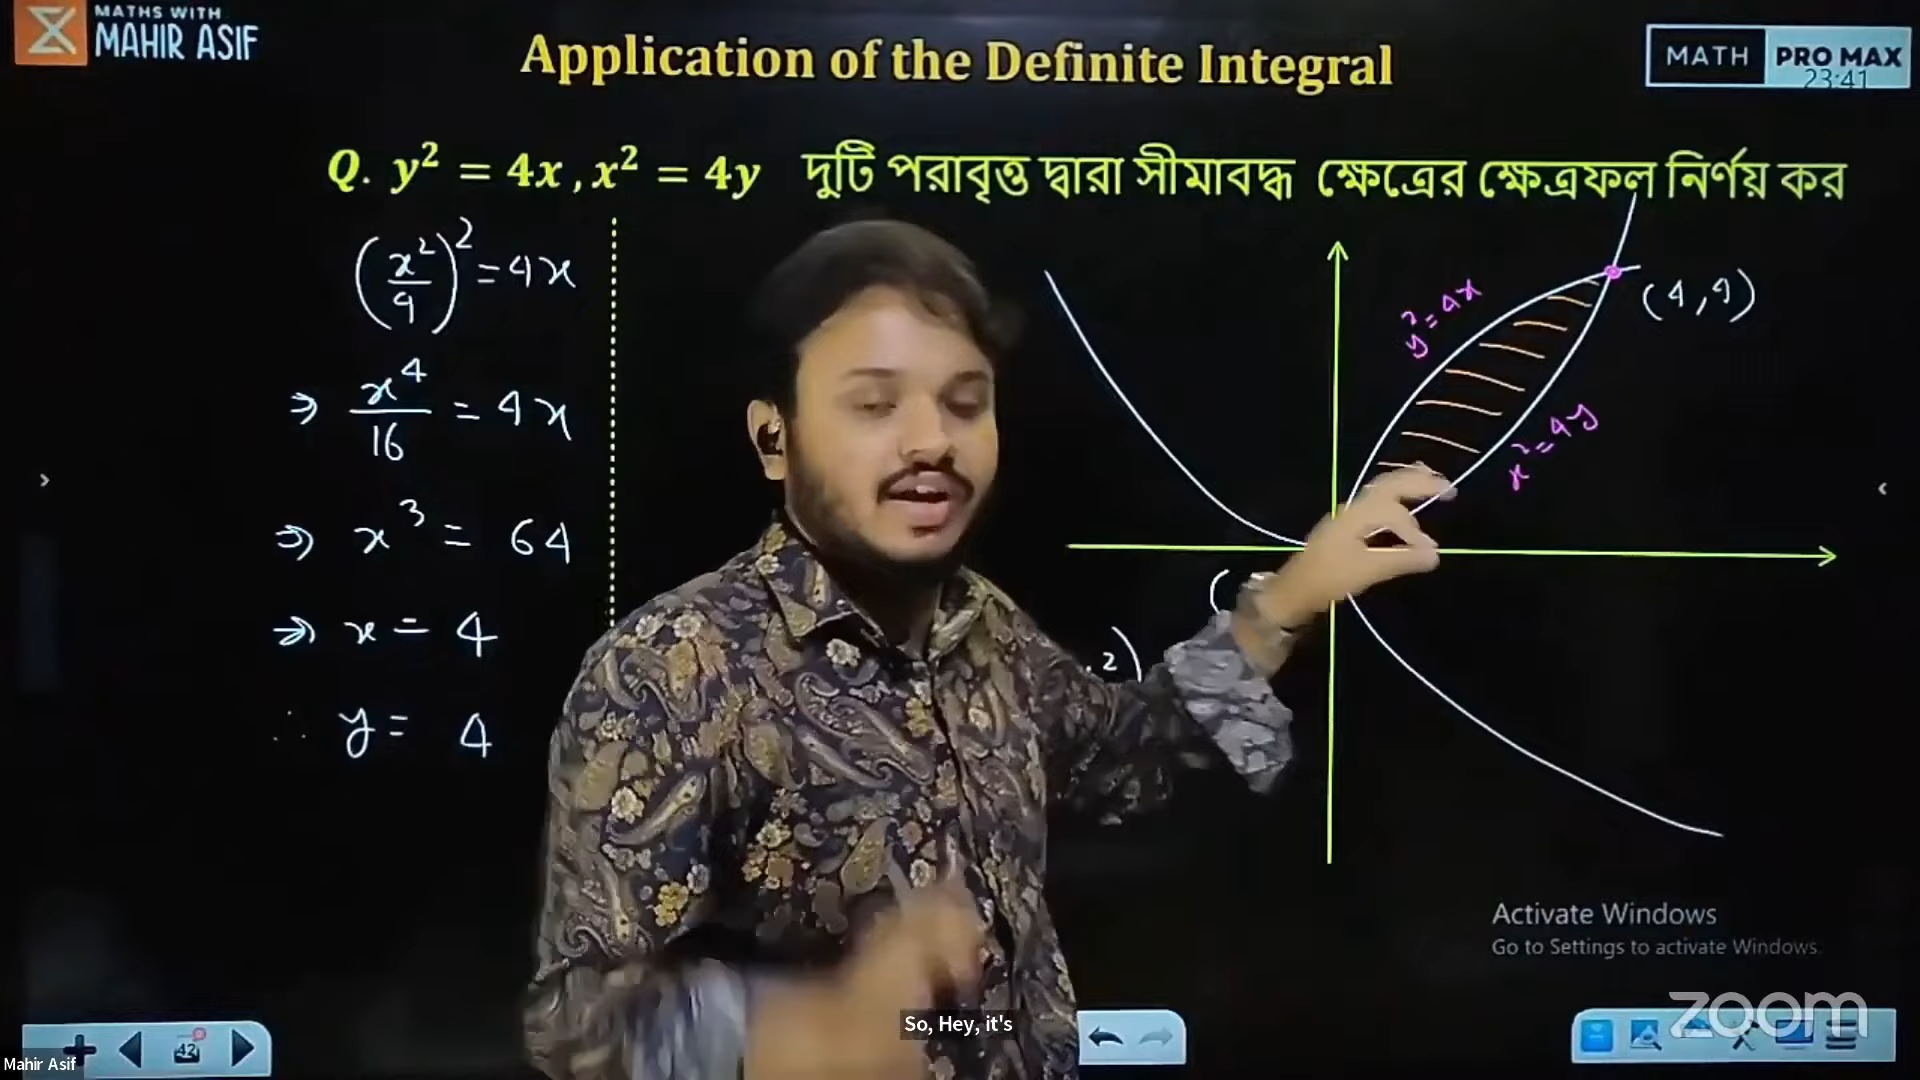 MATHS WITH
MAHIR ASIF
Application of the Definite Integral
MATH PRO MAX
23:41
Q. y² = 4x, x² = 4y দুটি পরাবৃত্ত দ্বারা সীমাবদ্ধ ক্ষেত্রের ক্ষেত্রফল নির্ণয় কর
(x²/4)² = 4x
⇒ x⁴/16 = 4x
⇒ x³ = 64
⇒ x = 4
∴ y = 4
y² = 4x
(4,4)
x² = 4y
(
, 2)
Activate Windows
Go to Settings to activate Windows.
So, Hey, it's
zoom
42
Mahir Asif